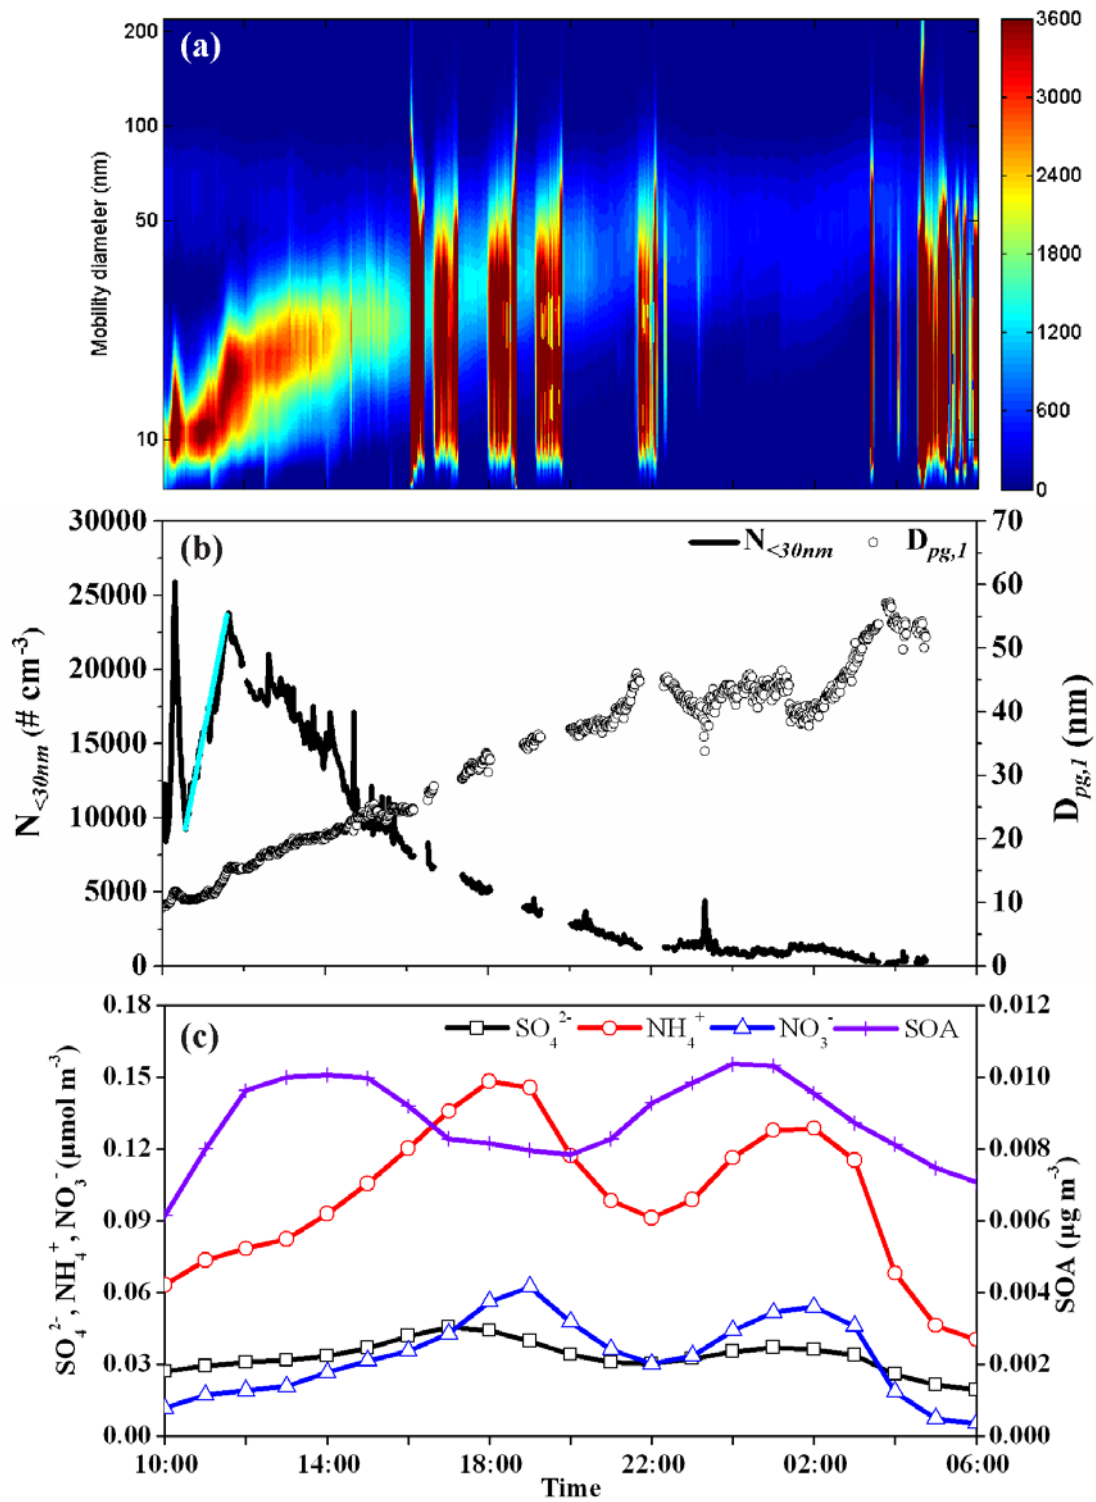 (a)
200
100
50
10
Mobility diameter (nm)
3600
3000
2400
1800
1200
600
0
(b)
N<30nm
Dpg,1
30000
25000
20000
15000
10000
5000
0
N<30nm (# cm-3)
70
60
50
40
30
20
10
0
Dpg,1 (nm)
(c)
SO4 2-
NH4 +
NO3 -
SOA
0.18
0.15
0.12
0.09
0.06
0.03
0.00
SO4 2-, NH4 +, NO3 - (μmol m-3)
0.012
0.010
0.008
0.006
0.004
0.002
0.000
SOA (μg m-3)
10:00 14:00 18:00 22:00 02:00 06:00
Time